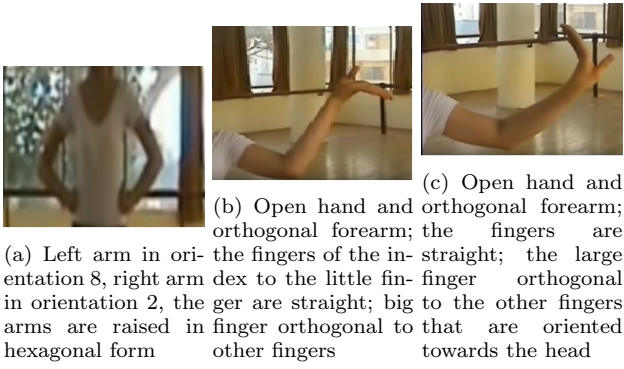 (a) Left arm in ori-
entation 8, right arm
in orientation 2, the
arms are raised in
hexagonal form
(b) Open hand and
orthogonal forearm;
the fingers of the in-
dex to the little fin-
ger are straight; big
finger orthogonal to
other fingers
(c) Open hand and
orthogonal forearm;
the fingers are
straight; the large
finger orthogonal
to the other fingers
that are oriented
towards the head